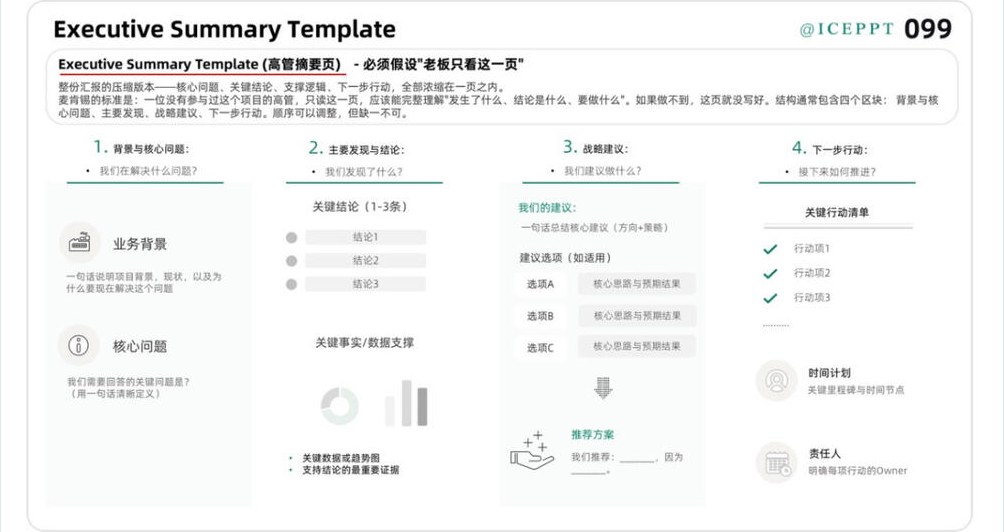 Executive Summary Template
@ICEPPT 099
Executive Summary Template (高管摘要页) - 必须假设"老板只看这一页"
整份汇报的压缩版本——核心问题、关键结论、支撑逻辑、下一步行动，全部浓缩在一页之内。
麦肯锡的标准是：一位没有参与过这个项目的高管，只读这一页，应该能完整理解"发生了什么、结论是什么、要做什么"。如果做不到，这页就没写好。结构通常包含四个区块： 背景与核
心问题、主要发现、战略建议、下一步行动。顺序可以调整，但缺一不可。
1. 背景与核心问题：
• 我们在解决什么问题？
业务背景
一句话说明项目背景，现状，以及为
什么要现在解决这个问题
核心问题
我们需要回答的关键问题是？
（用一句话清晰定义）
2. 主要发现与结论：
• 我们发现了什么？
关键结论（1-3条）
结论1
结论2
结论3
关键事实/数据支撑
• 关键数据或趋势图
• 支持结论的最重要证据
3. 战略建议：
• 我们建议做什么？
我们的建议：
一句话总结核心建议（方向+策略）
建议选项（如适用）
选项A 核心思路与预期结果
选项B 核心思路与预期结果
选项C 核心思路与预期结果
推荐方案
我们推荐：______，因为
______。
4. 下一步行动：
• 接下来如何推进？
关键行动清单
行动项1
行动项2
行动项3
.........
时间计划
关键里程碑与时间节点
责任人
明确每项行动的Owner